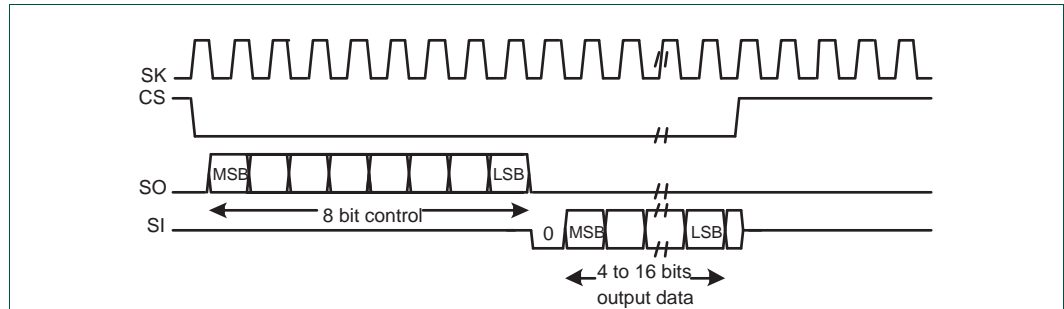 SK
CS
SO MSB LSB
8 bit control
SI 0 MSB LSB
4 to 16 bits
output data